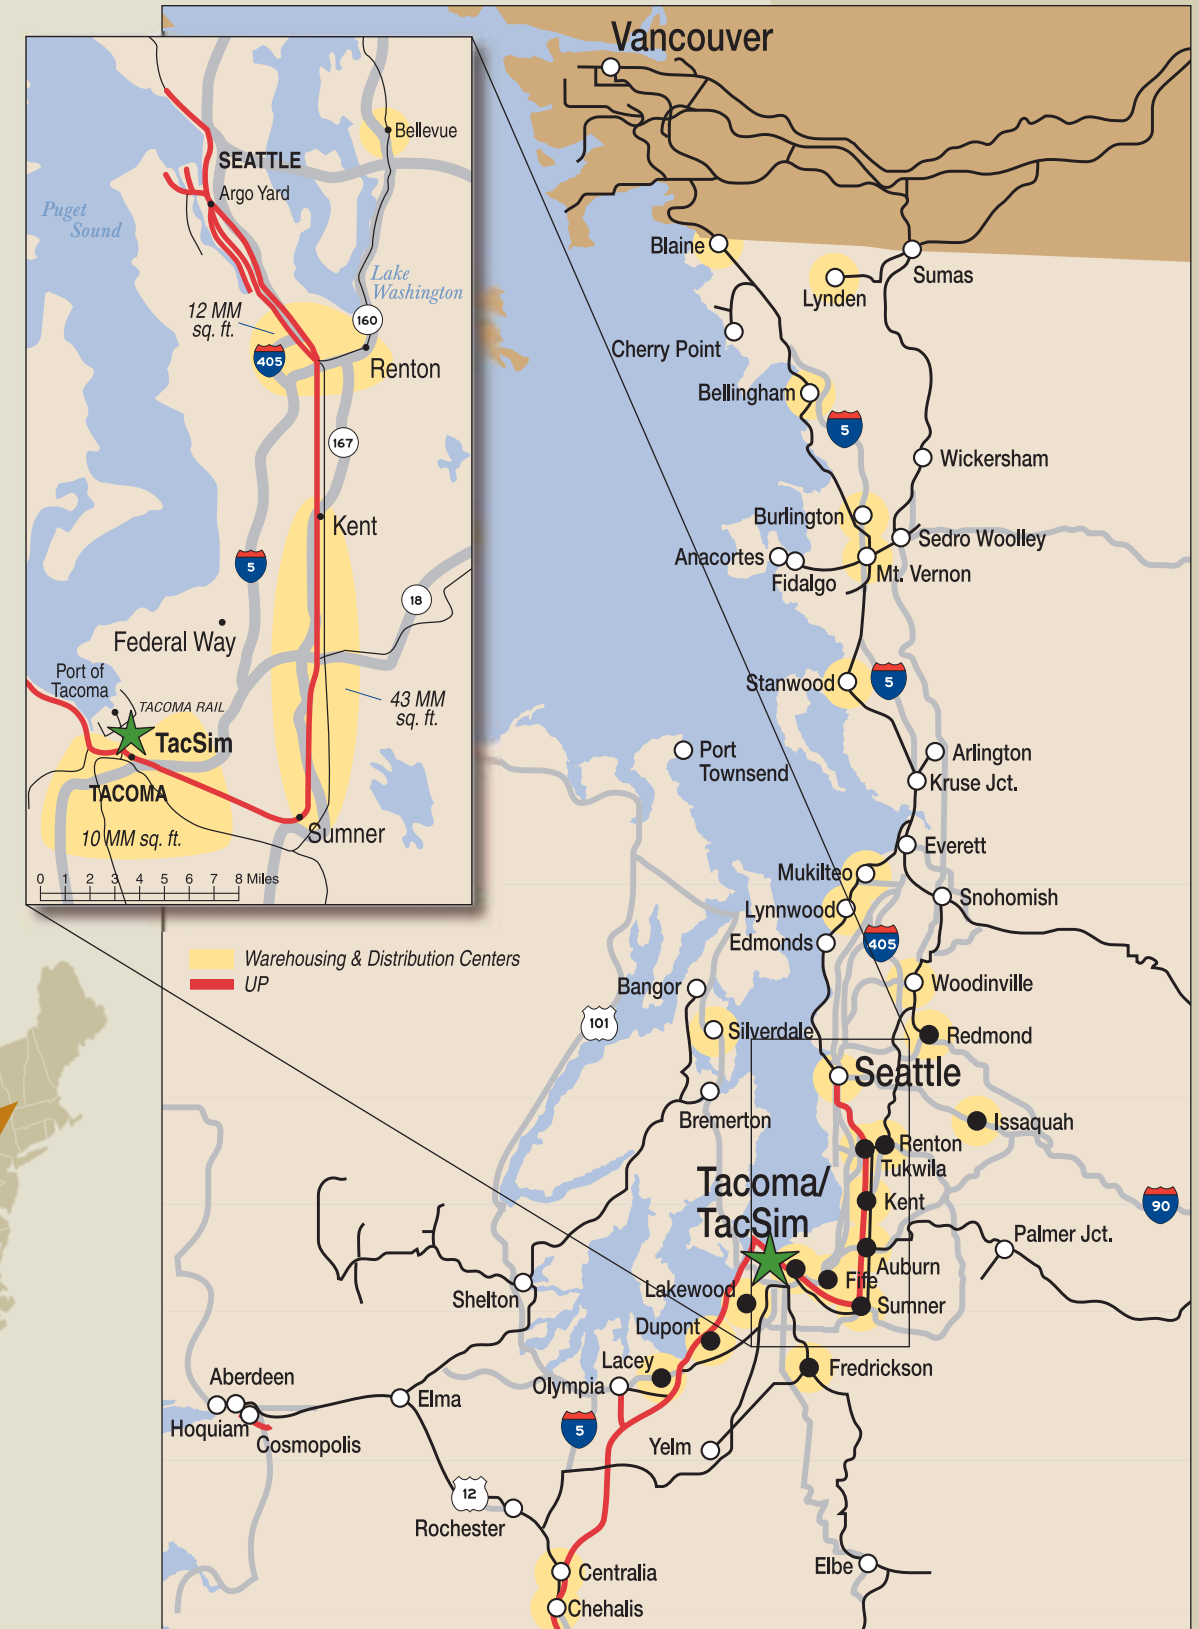 Vancouver
Blaine
Lynden
Sumas
Cherry Point
Bellingham
5
Wickersham
Burlington
Sedro Woolley
Anacortes
Fidalgo
Mt. Vernon
Stanwood
5
Port
Townsend
Arlington
Kruse Jct.
Everett
Mukilteo
Lynnwood
Snohomish
Edmonds
405
Woodinville
Bangor
101
Silverdale
Redmond
Seattle
Bremerton
Issaquah
Renton
Tukwila
Tacoma/
TacSim
Kent
90
Palmer Jct.
Auburn
Fife
Lakewood
Shelton
Sumner
Dupont
Lacey
Fredrickson
Aberdeen
Olympia
Elma
Hoquiam
Cosmopolis
5
Yelm
12
Rochester
Elbe
Centralia
Chehalis
Bellevue
SEATTLE
Argo Yard
Puget
Sound
Lake
Washington
12 MM
sq. ft.
160
405
Renton
167
Kent
5
18
Federal Way
Port of
Tacoma
TACOMA RAIL
43 MM
sq. ft.
TacSim
TACOMA
10 MM sq. ft.
Sumner
0 1 2 3 4 5 6 7 8 Miles
Warehousing & Distribution Centers
UP